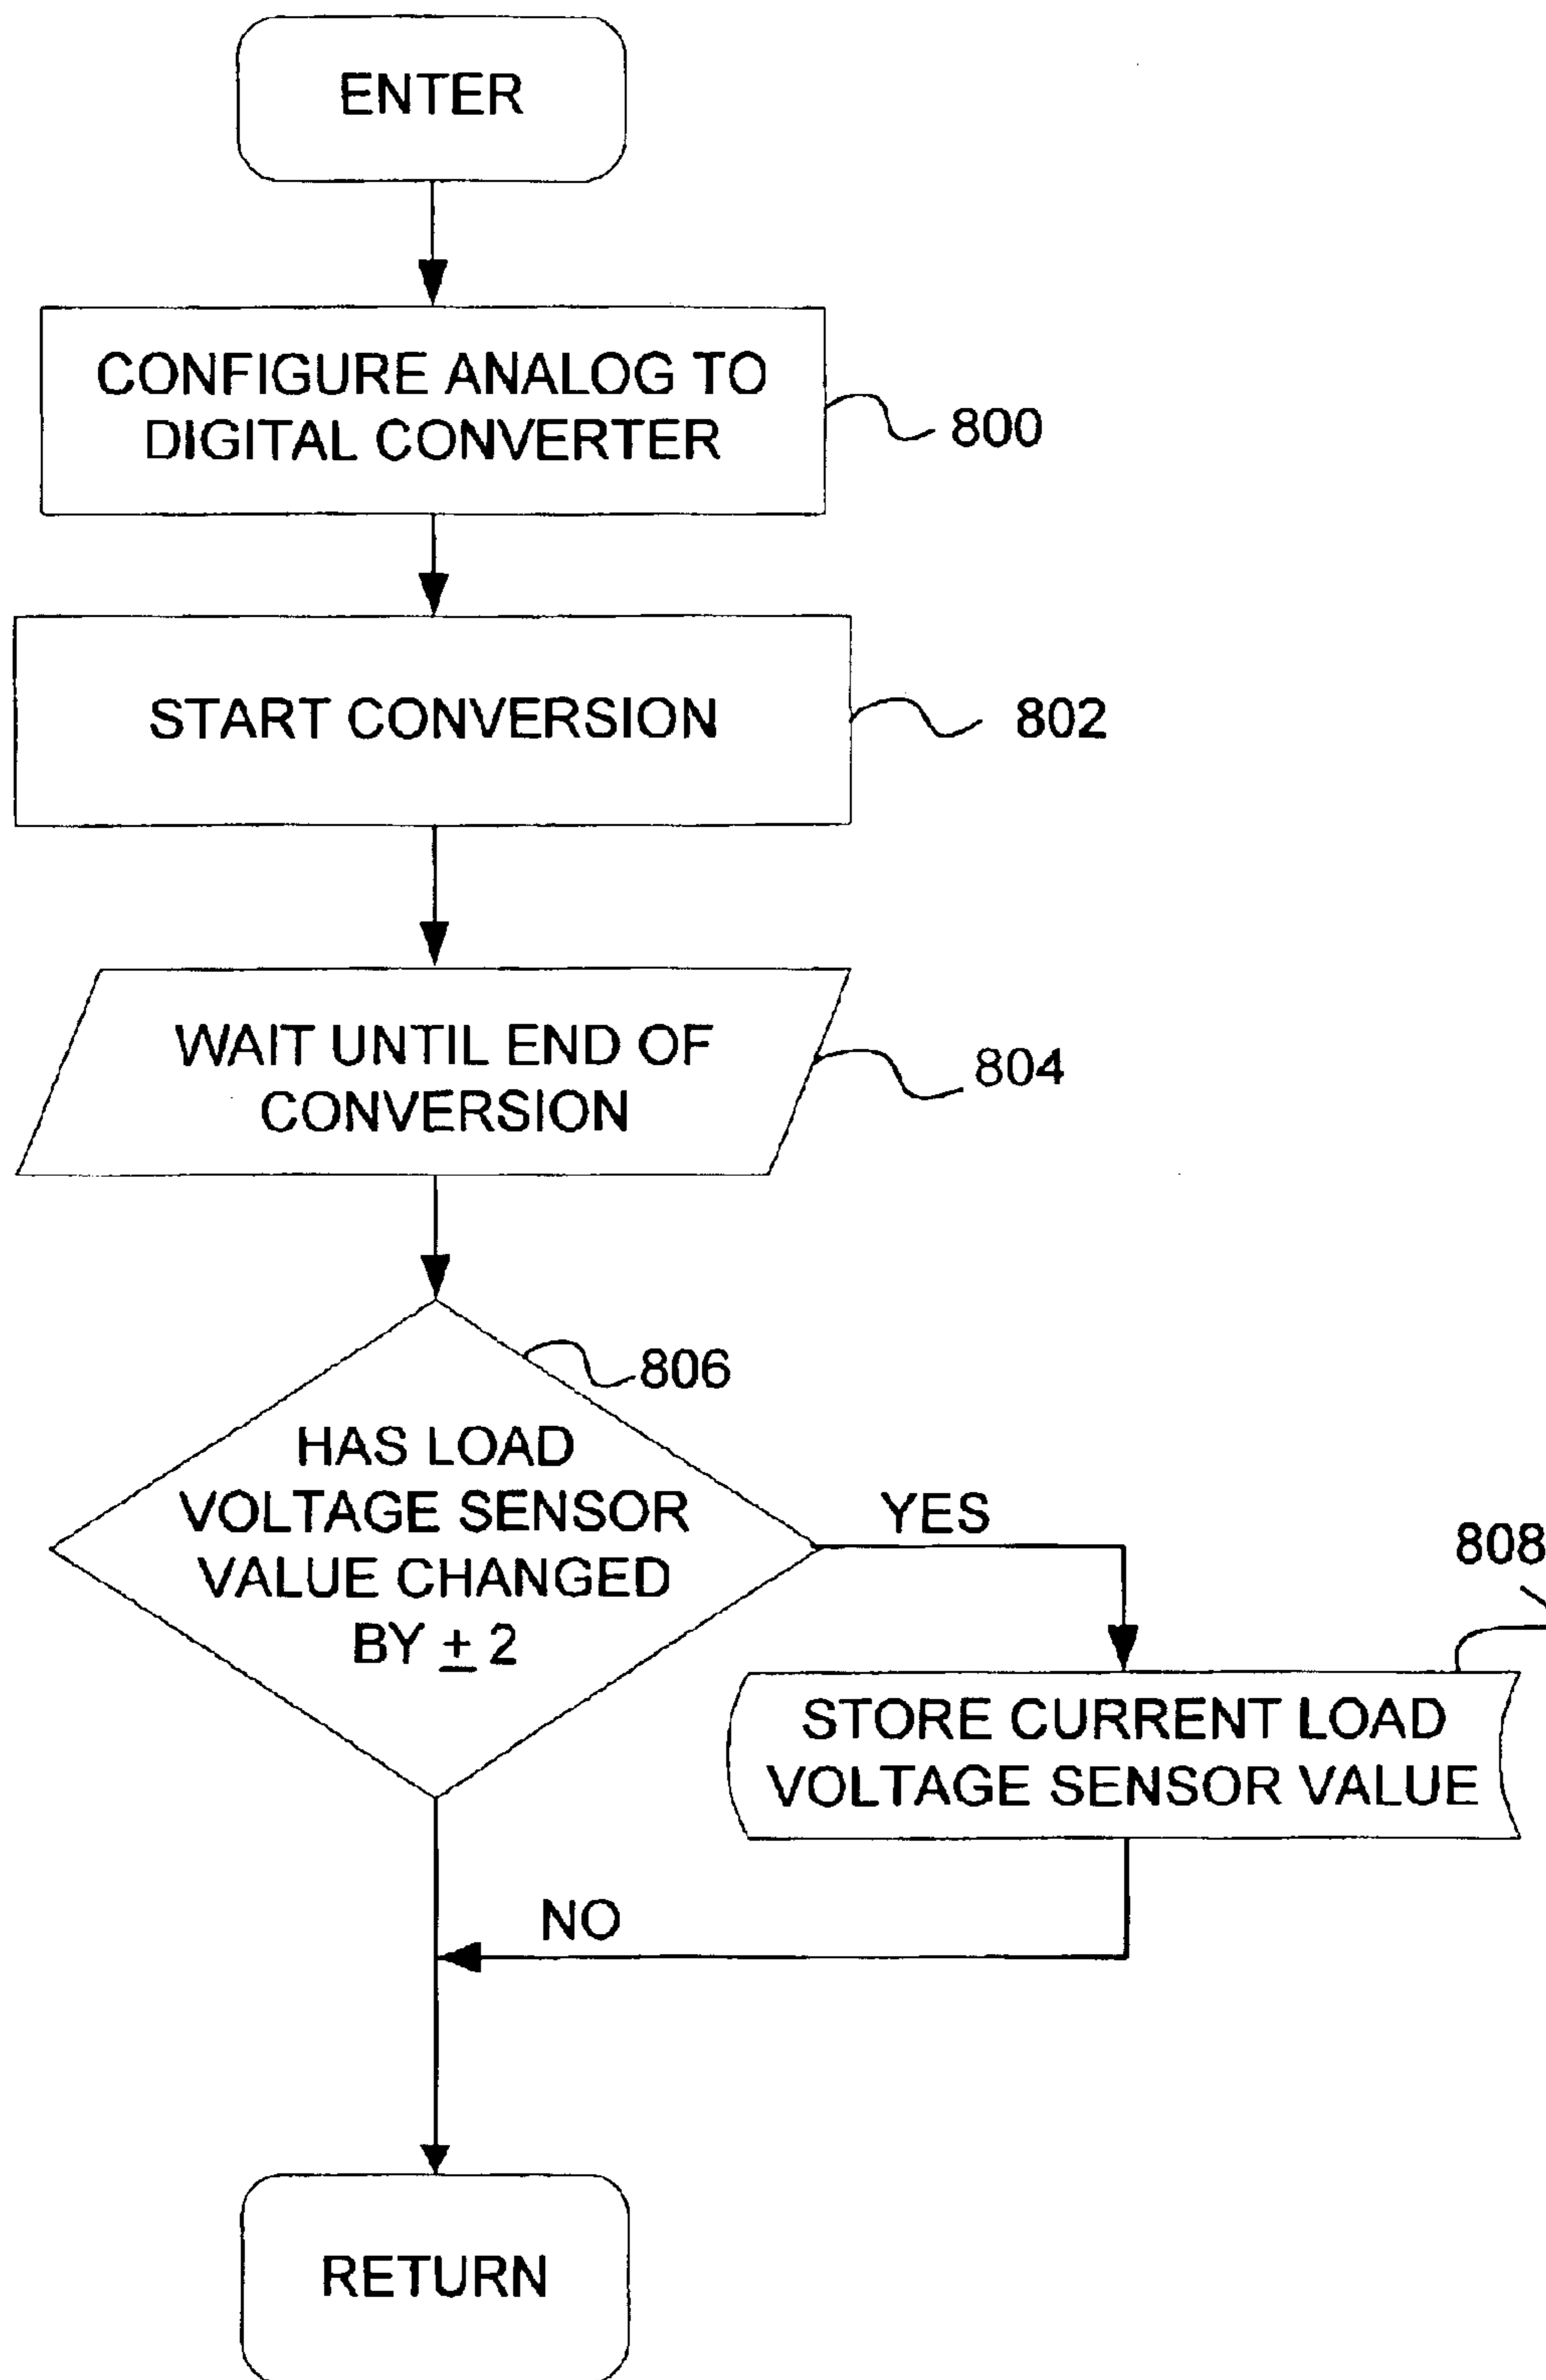 ENTER
CONFIGURE ANALOG TO
DIGITAL CONVERTER
800
START CONVERSION
802
WAIT UNTIL END OF
CONVERSION
804
806
HAS LOAD
VOLTAGE SENSOR
VALUE CHANGED
BY ± 2
YES
808
STORE CURRENT LOAD
VOLTAGE SENSOR VALUE
NO
RETURN